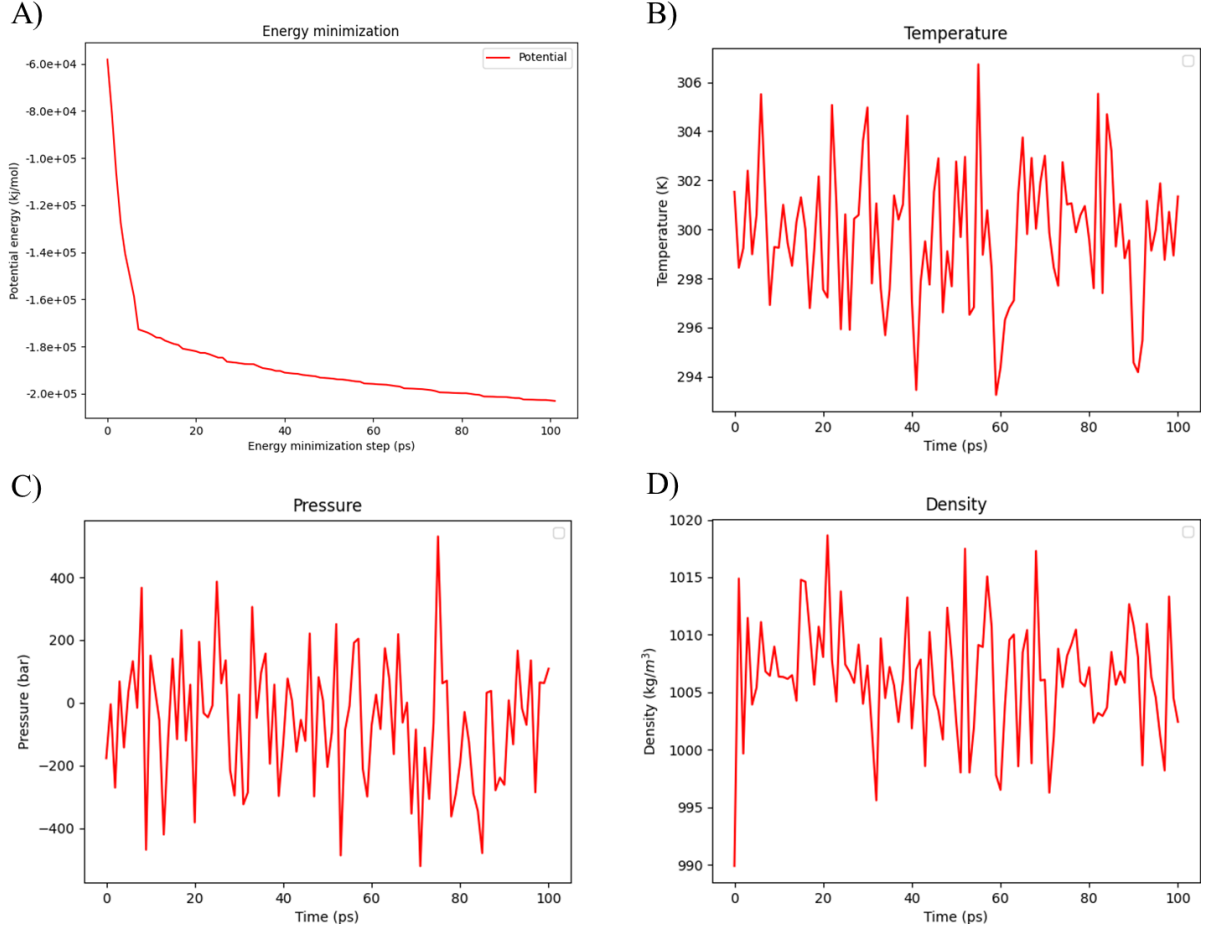 A)
Energy minimization
Potential
-6.0e+04
-8.0e+04
-1.0e+05
-1.2e+05
-1.4e+05
-1.6e+05
-1.8e+05
-2.0e+05
Potential energy (kj/mol)
0 20 40 60 80 100
Energy minimization step (ps)
B)
Temperature
306
304
302
300
298
296
294
Temperature (K)
0 20 40 60 80 100
Time (ps)
C)
Pressure
400
200
0
−200
−400
Pressure (bar)
0 20 40 60 80 100
Time (ps)
D)
Density
1020
1015
1010
1005
1000
995
990
Density (kg/m³)
0 20 40 60 80 100
Time (ps)